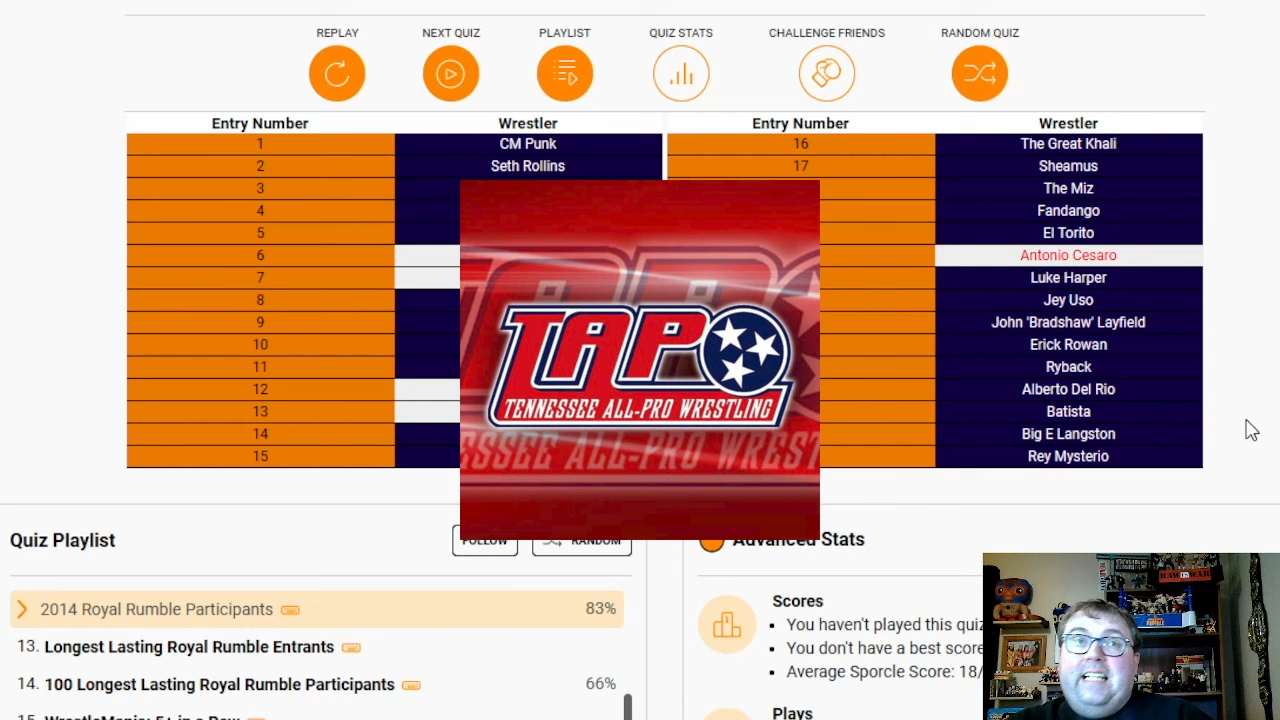 REPLAY NEXT QUIZ PLAYLIST QUIZ STATS CHALLENGE FRIENDS RANDOM QUIZ
Entry Number Wrestler Entry Number Wrestler
1 CM Punk 16 The Great Khali
2 Seth Rollins 17 Sheamus
3 The Miz
4 Fandango
5 El Torito
6 Antonio Cesaro
7 Luke Harper
8 Jey Uso
9 John 'Bradshaw' Layfield
10 Erick Rowan
11 Ryback
12 Alberto Del Rio
13 Batista
14 Big E Langston
15 Rey Mysterio
TAP
TENNESSEE ALL-PRO WRESTLING
ESSEE ALL-PRO WREST
Quiz Playlist FOLLOW RANDOM
2014 Royal Rumble Participants 83%
13. Longest Lasting Royal Rumble Entrants
14. 100 Longest Lasting Royal Rumble Participants 66%
Advanced Stats
Scores
You haven't played this quiz
You don't have a best score
Average Sporcle Score: 18/
Plays